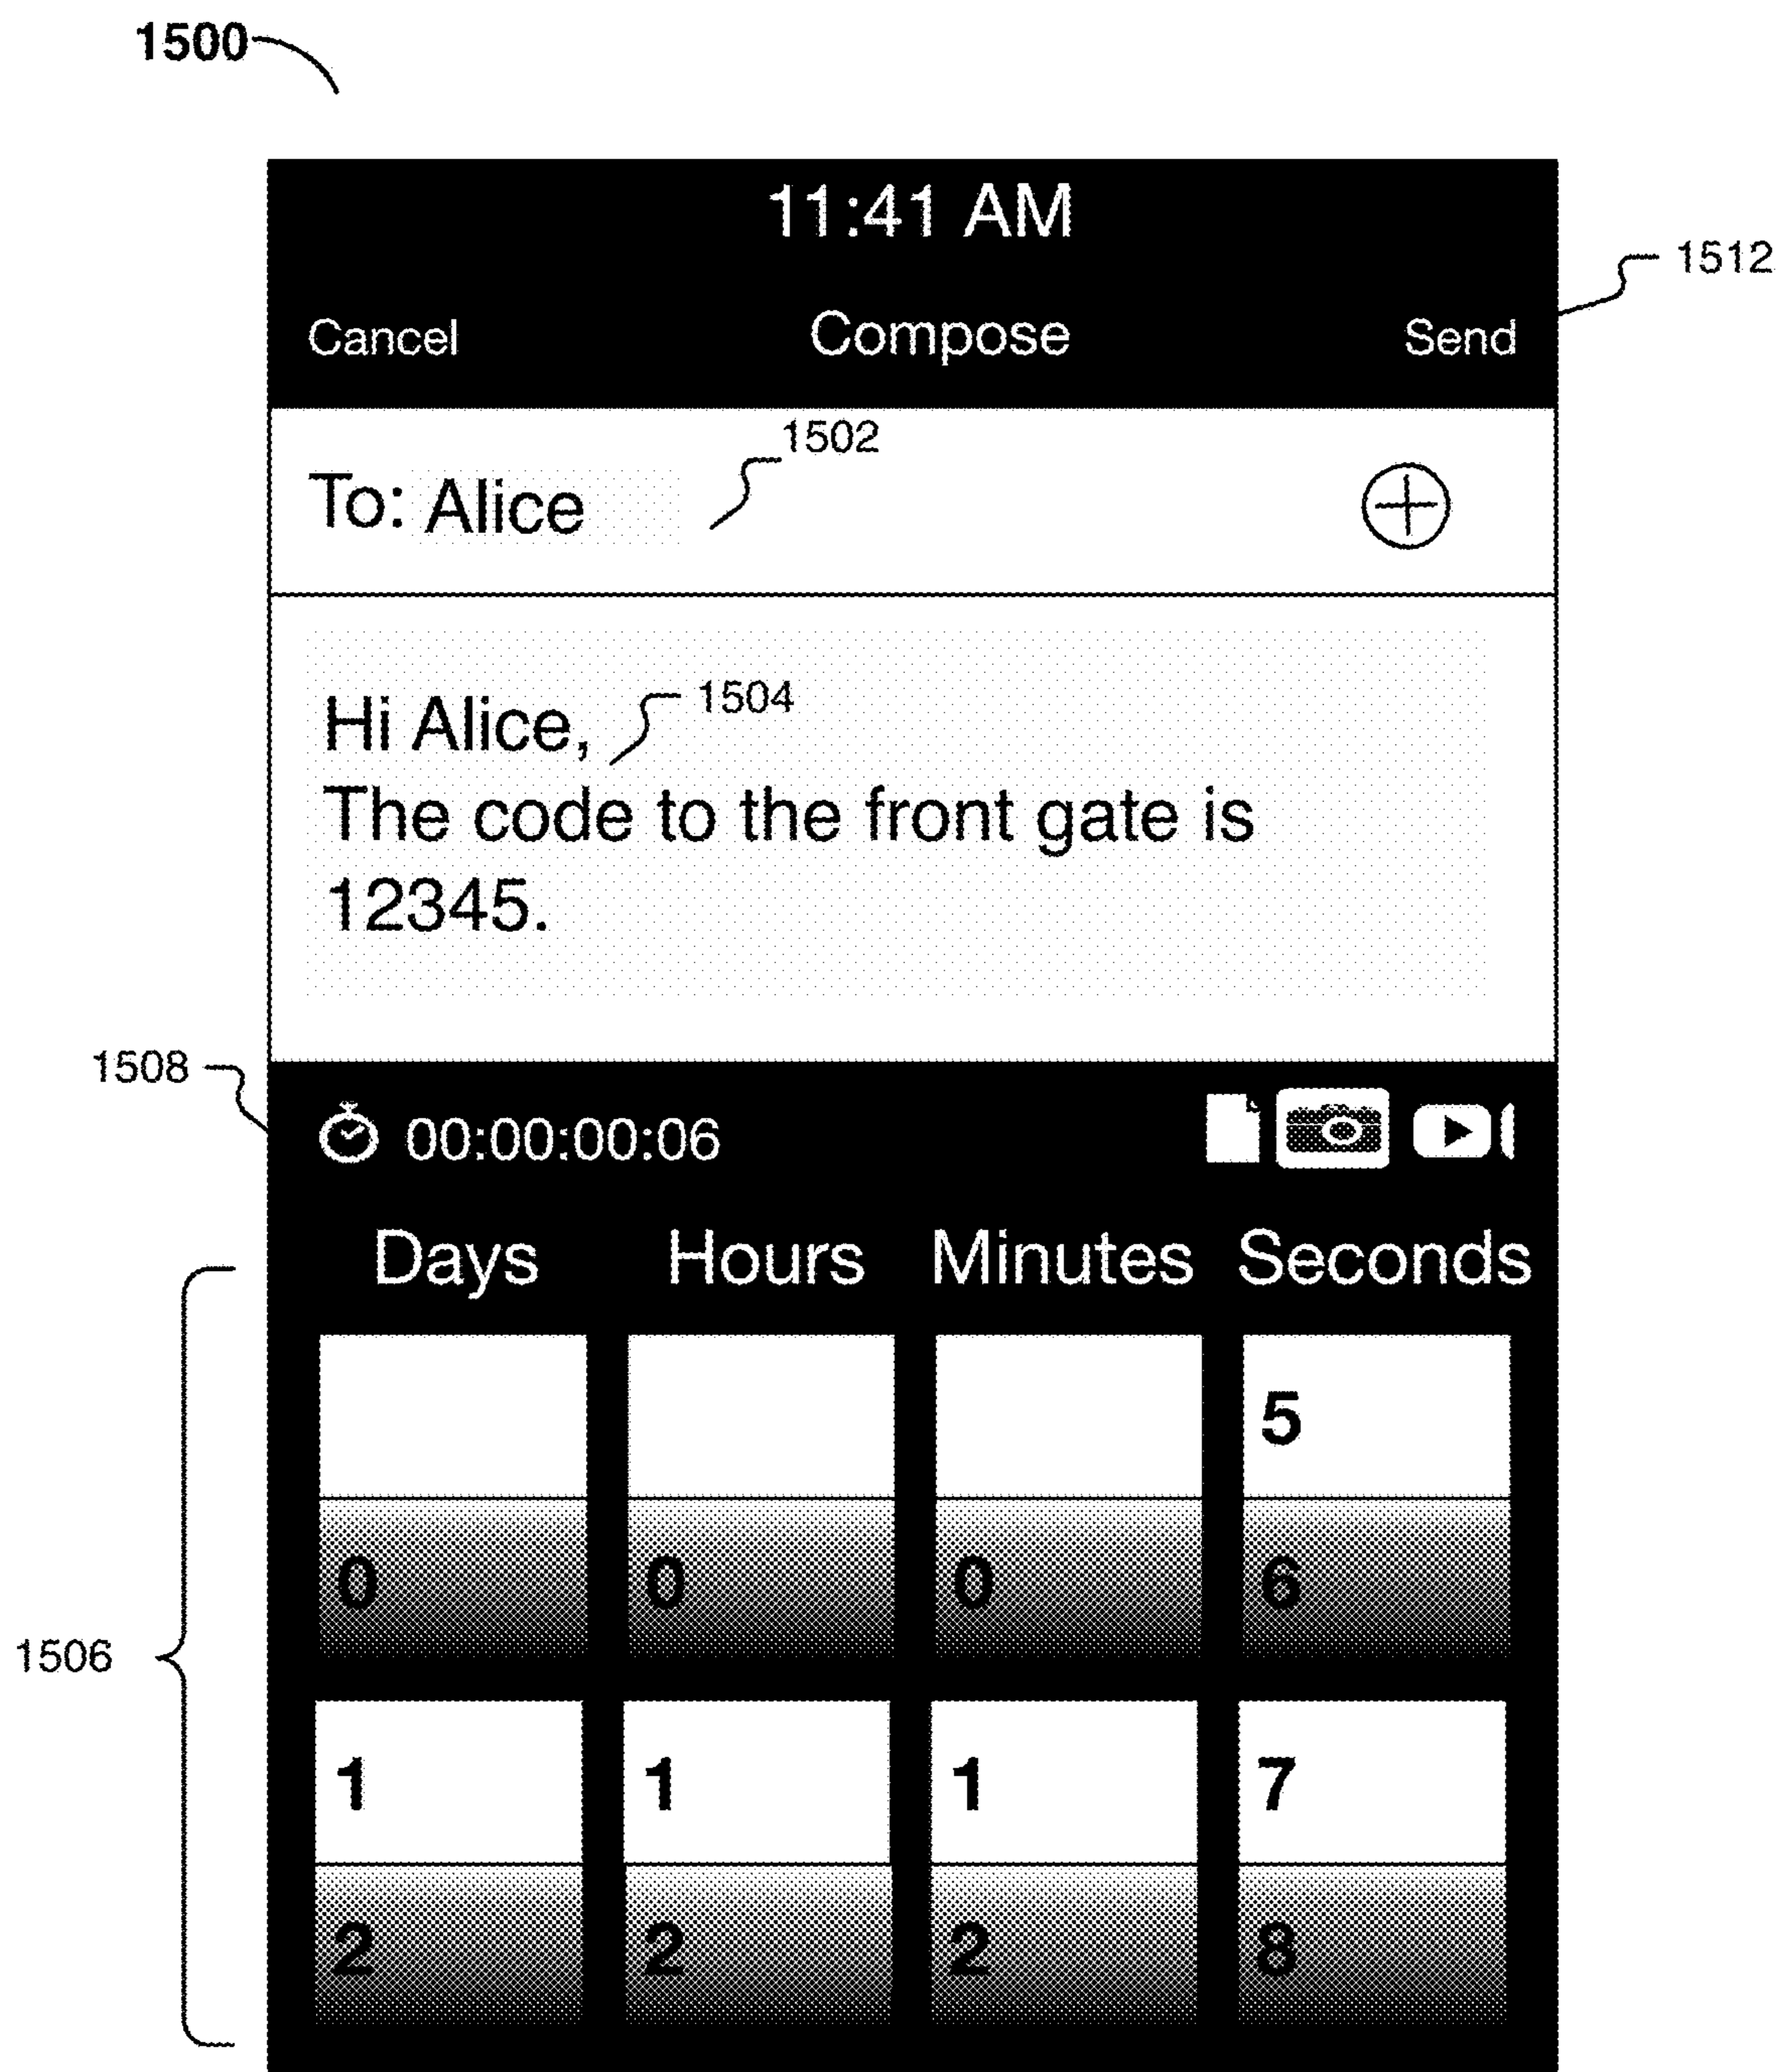 1500
11:41 AM
1512
Cancel Compose Send
1502
To: Alice
1504
Hi Alice,
The code to the front gate is
12345.
1508
00:00:00:06
Days Hours Minutes Seconds
5
0 0 0 6
1506
1 1 1 7
2 2 2 8